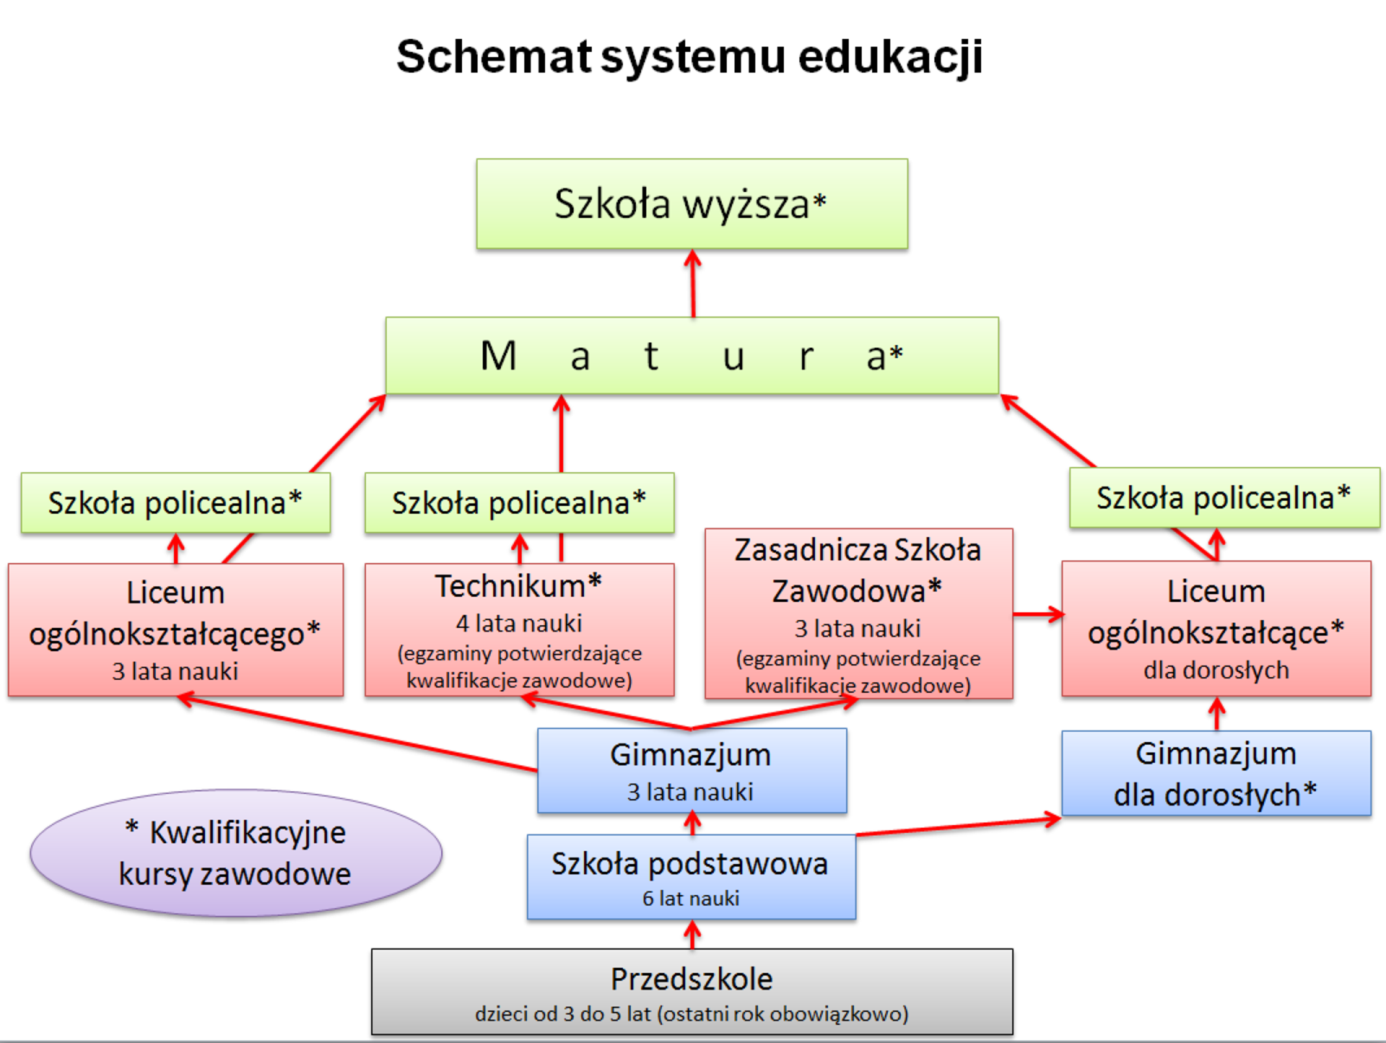 Schemat systemu edukacji
Szkoła wyższa*
M a t u r a*
Szkoła policealna*
Szkoła policealna*
Szkoła policealna*
Liceum
ogólnokształcącego*
3 lata nauki
Technikum*
4 lata nauki
(egzaminy potwierdzające
kwalifikacje zawodowe)
Zasadnicza Szkoła
Zawodowa*
3 lata nauki
(egzaminy potwierdzające
kwalifikacje zawodowe)
Liceum
ogólnokształcące*
dla dorosłych
Gimnazjum
3 lata nauki
Gimnazjum
dla dorosłych*
* Kwalifikacyjne
kursy zawodowe
Szkoła podstawowa
6 lat nauki
Przedszkole
dzieci od 3 do 5 lat (ostatni rok obowiązkowo)